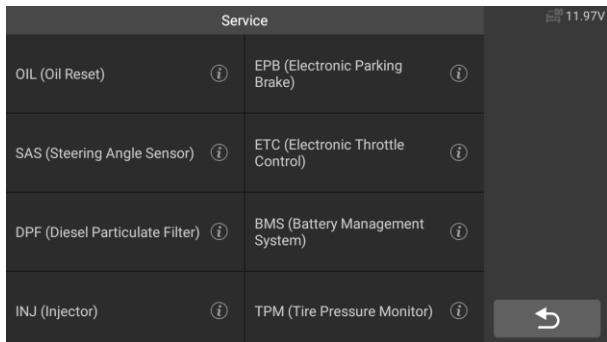 Service
11.97V
OIL (Oil Reset)
EPB (Electronic Parking
Brake)
SAS (Steering Angle Sensor)
ETC (Electronic Throttle
Control)
DPF (Diesel Particulate Filter)
BMS (Battery Management
System)
INJ (Injector)
TPM (Tire Pressure Monitor)